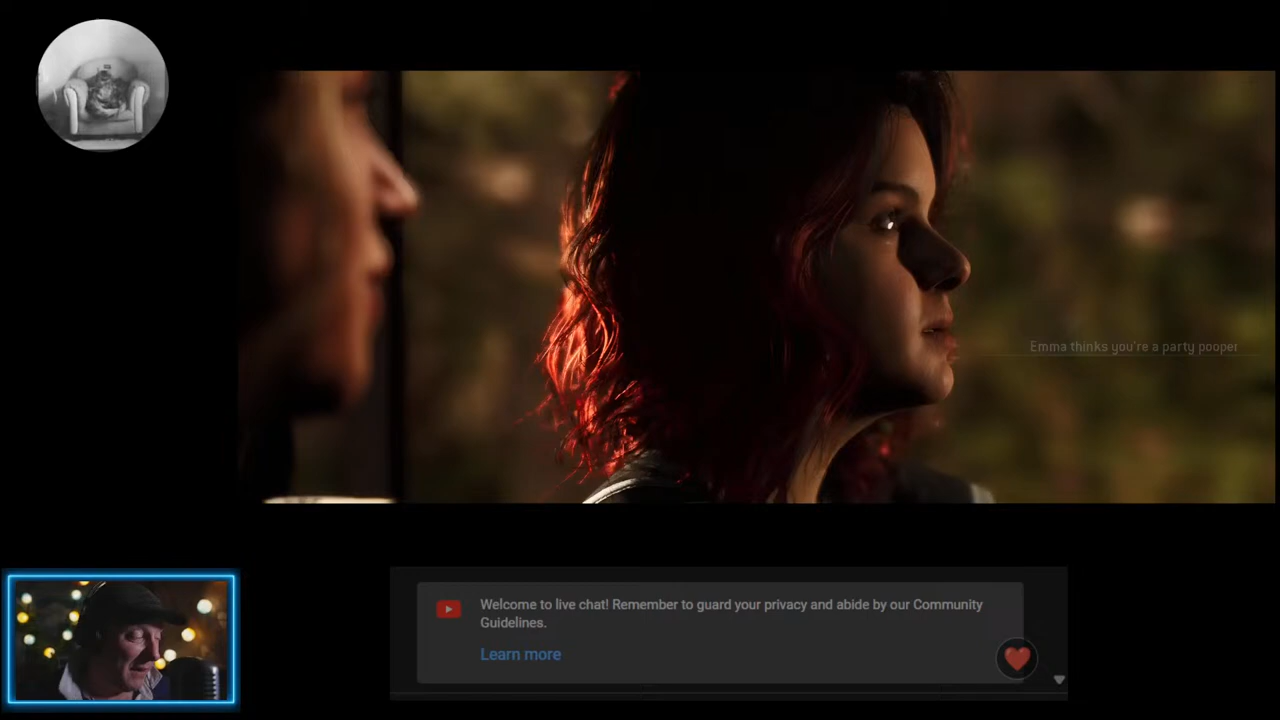 Emma thinks you're a party pooper
Welcome to live chat! Remember to guard your privacy and abide by our Community
Guidelines.
Learn more